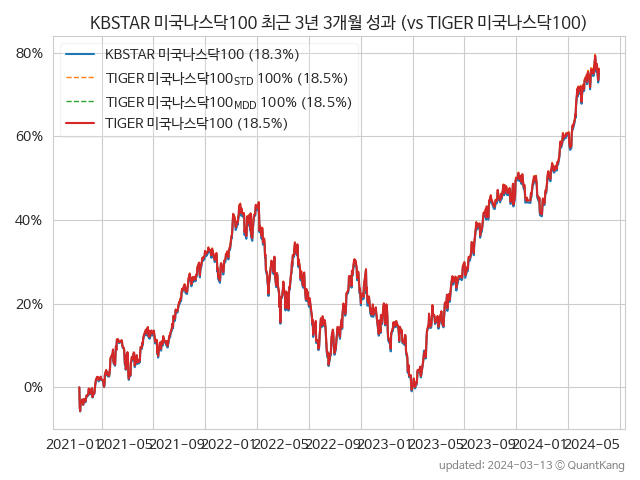 KBSTAR 미국나스닥100 최근 3년 3개월 성과 (vs TIGER 미국나스닥100)
KBSTAR 미국나스닥100 (18.3%)
TIGER 미국나스닥100STD 100% (18.5%)
TIGER 미국나스닥100MDD 100% (18.5%)
TIGER 미국나스닥100 (18.5%)
80%
60%
40%
20%
0%
2021-01 2021-05 2021-09 2022-01 2022-05 2022-09 2023-01 2023-05 2023-09 2024-01 2024-05
updated: 2024-03-13 ⓒ QuantKang